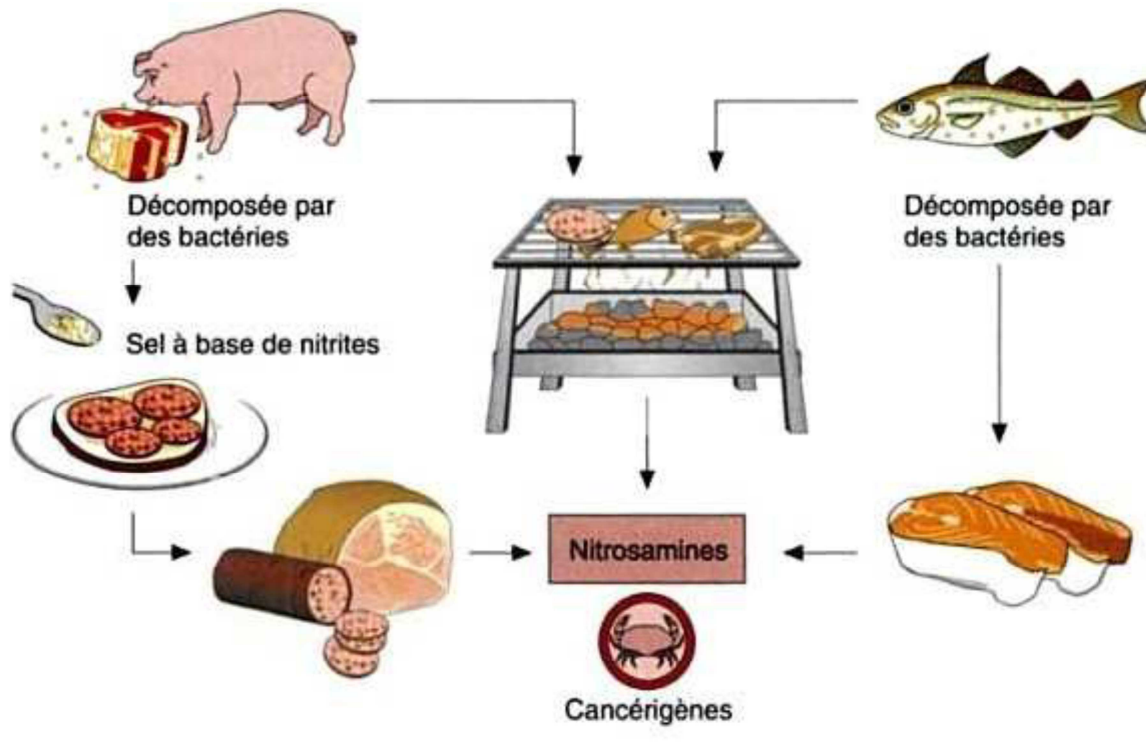 Décomposée par
des bactéries
Décomposée par
des bactéries
Sel à base de nitrites
Nitrosamines
Cancérigènes